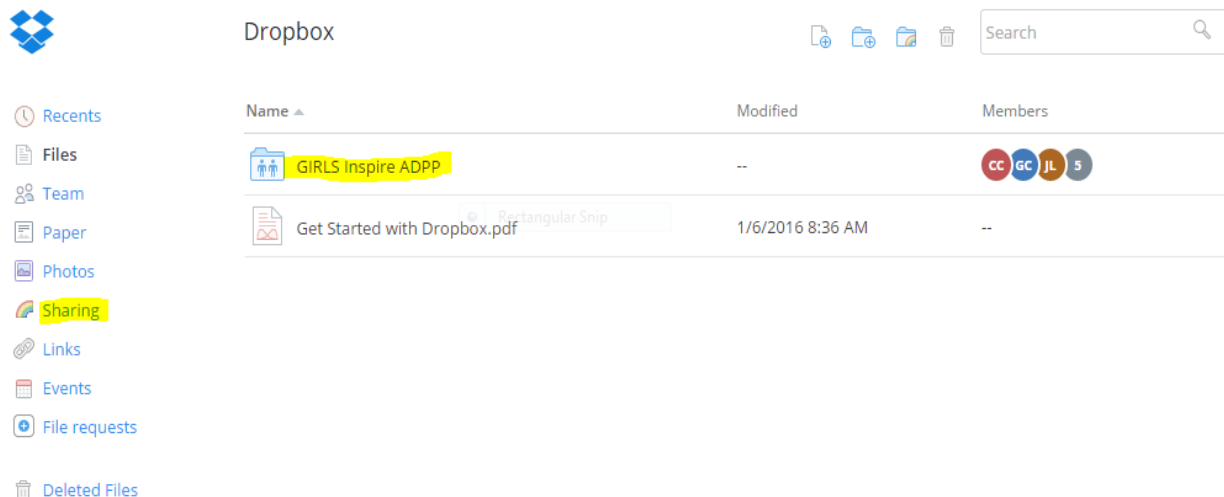 Dropbox
Search
Recents
Files
Team
Paper
Photos
Sharing
Links
Events
File requests
Deleted Files
Name Modified Members
GIRLS Inspire ADPP -- CC GC JL 5
Rectangular Snip
Get Started with Dropbox.pdf 1/6/2016 8:36 AM --